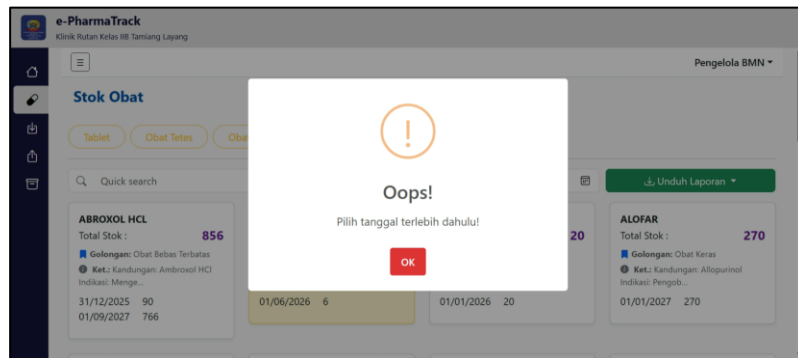 e-PharmaTrack
Klinik Rutan Kelas IIB Tamiang Layang
Pengelola BMN
Stok Obat
Tablet
Obat Tetes
Oba
Quick search
Unduh Laporan
Oops!
Pilih tanggal terlebih dahulu!
OK
ABROXOL HCL
Total Stok : 856
Golongan: Obat Bebas Terbatas
Ket.: Kandungan: Ambroxol HCl
Indikasi: Menge...
31/12/2025 90
01/09/2027 766
01/06/2026 6
20
01/01/2026 20
ALOFAR
Total Stok : 270
Golongan: Obat Keras
Ket.: Kandungan: Allopurinol
Indikasi: Pengob...
01/01/2027 270